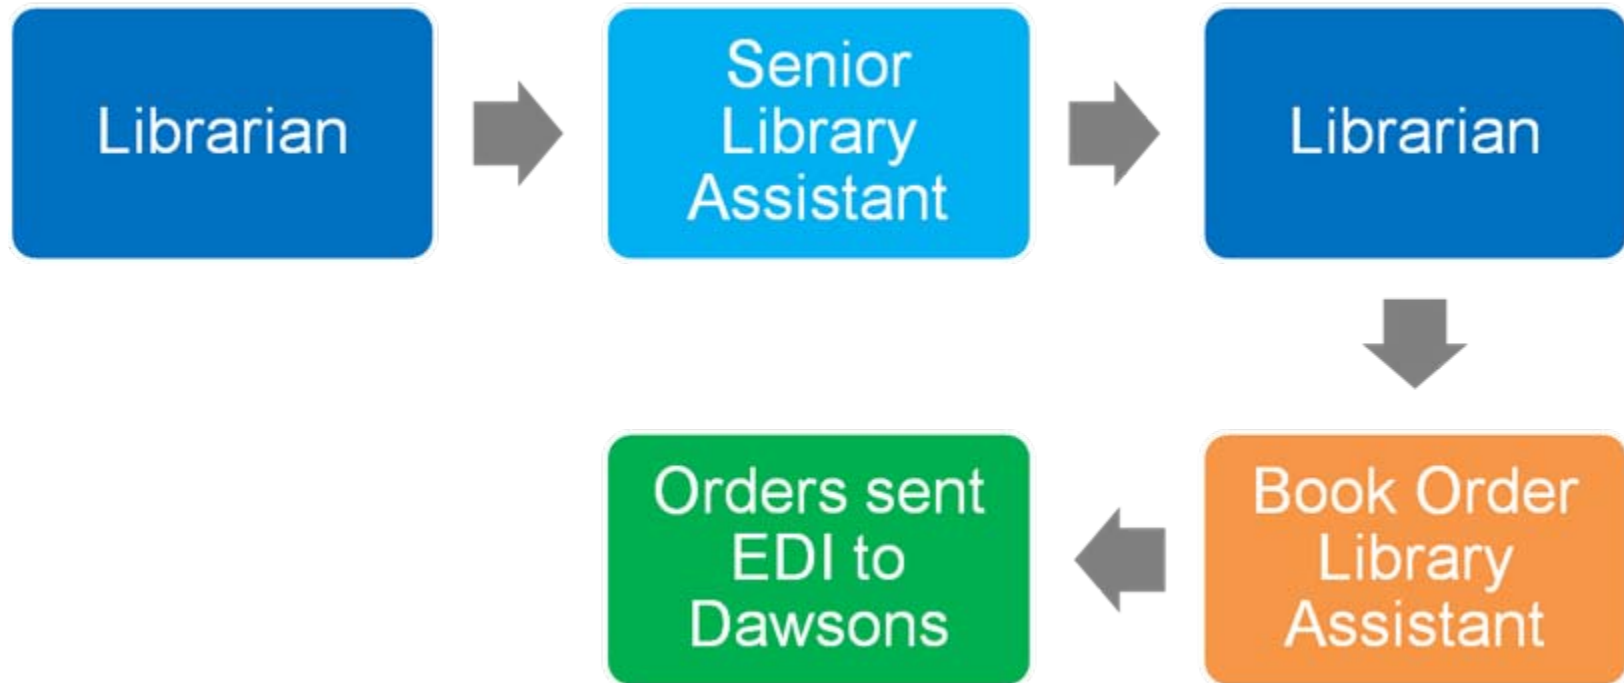 Librarian
Senior
Library
Assistant
Librarian
Book Order
Library
Assistant
Orders sent
EDI to
Dawsons